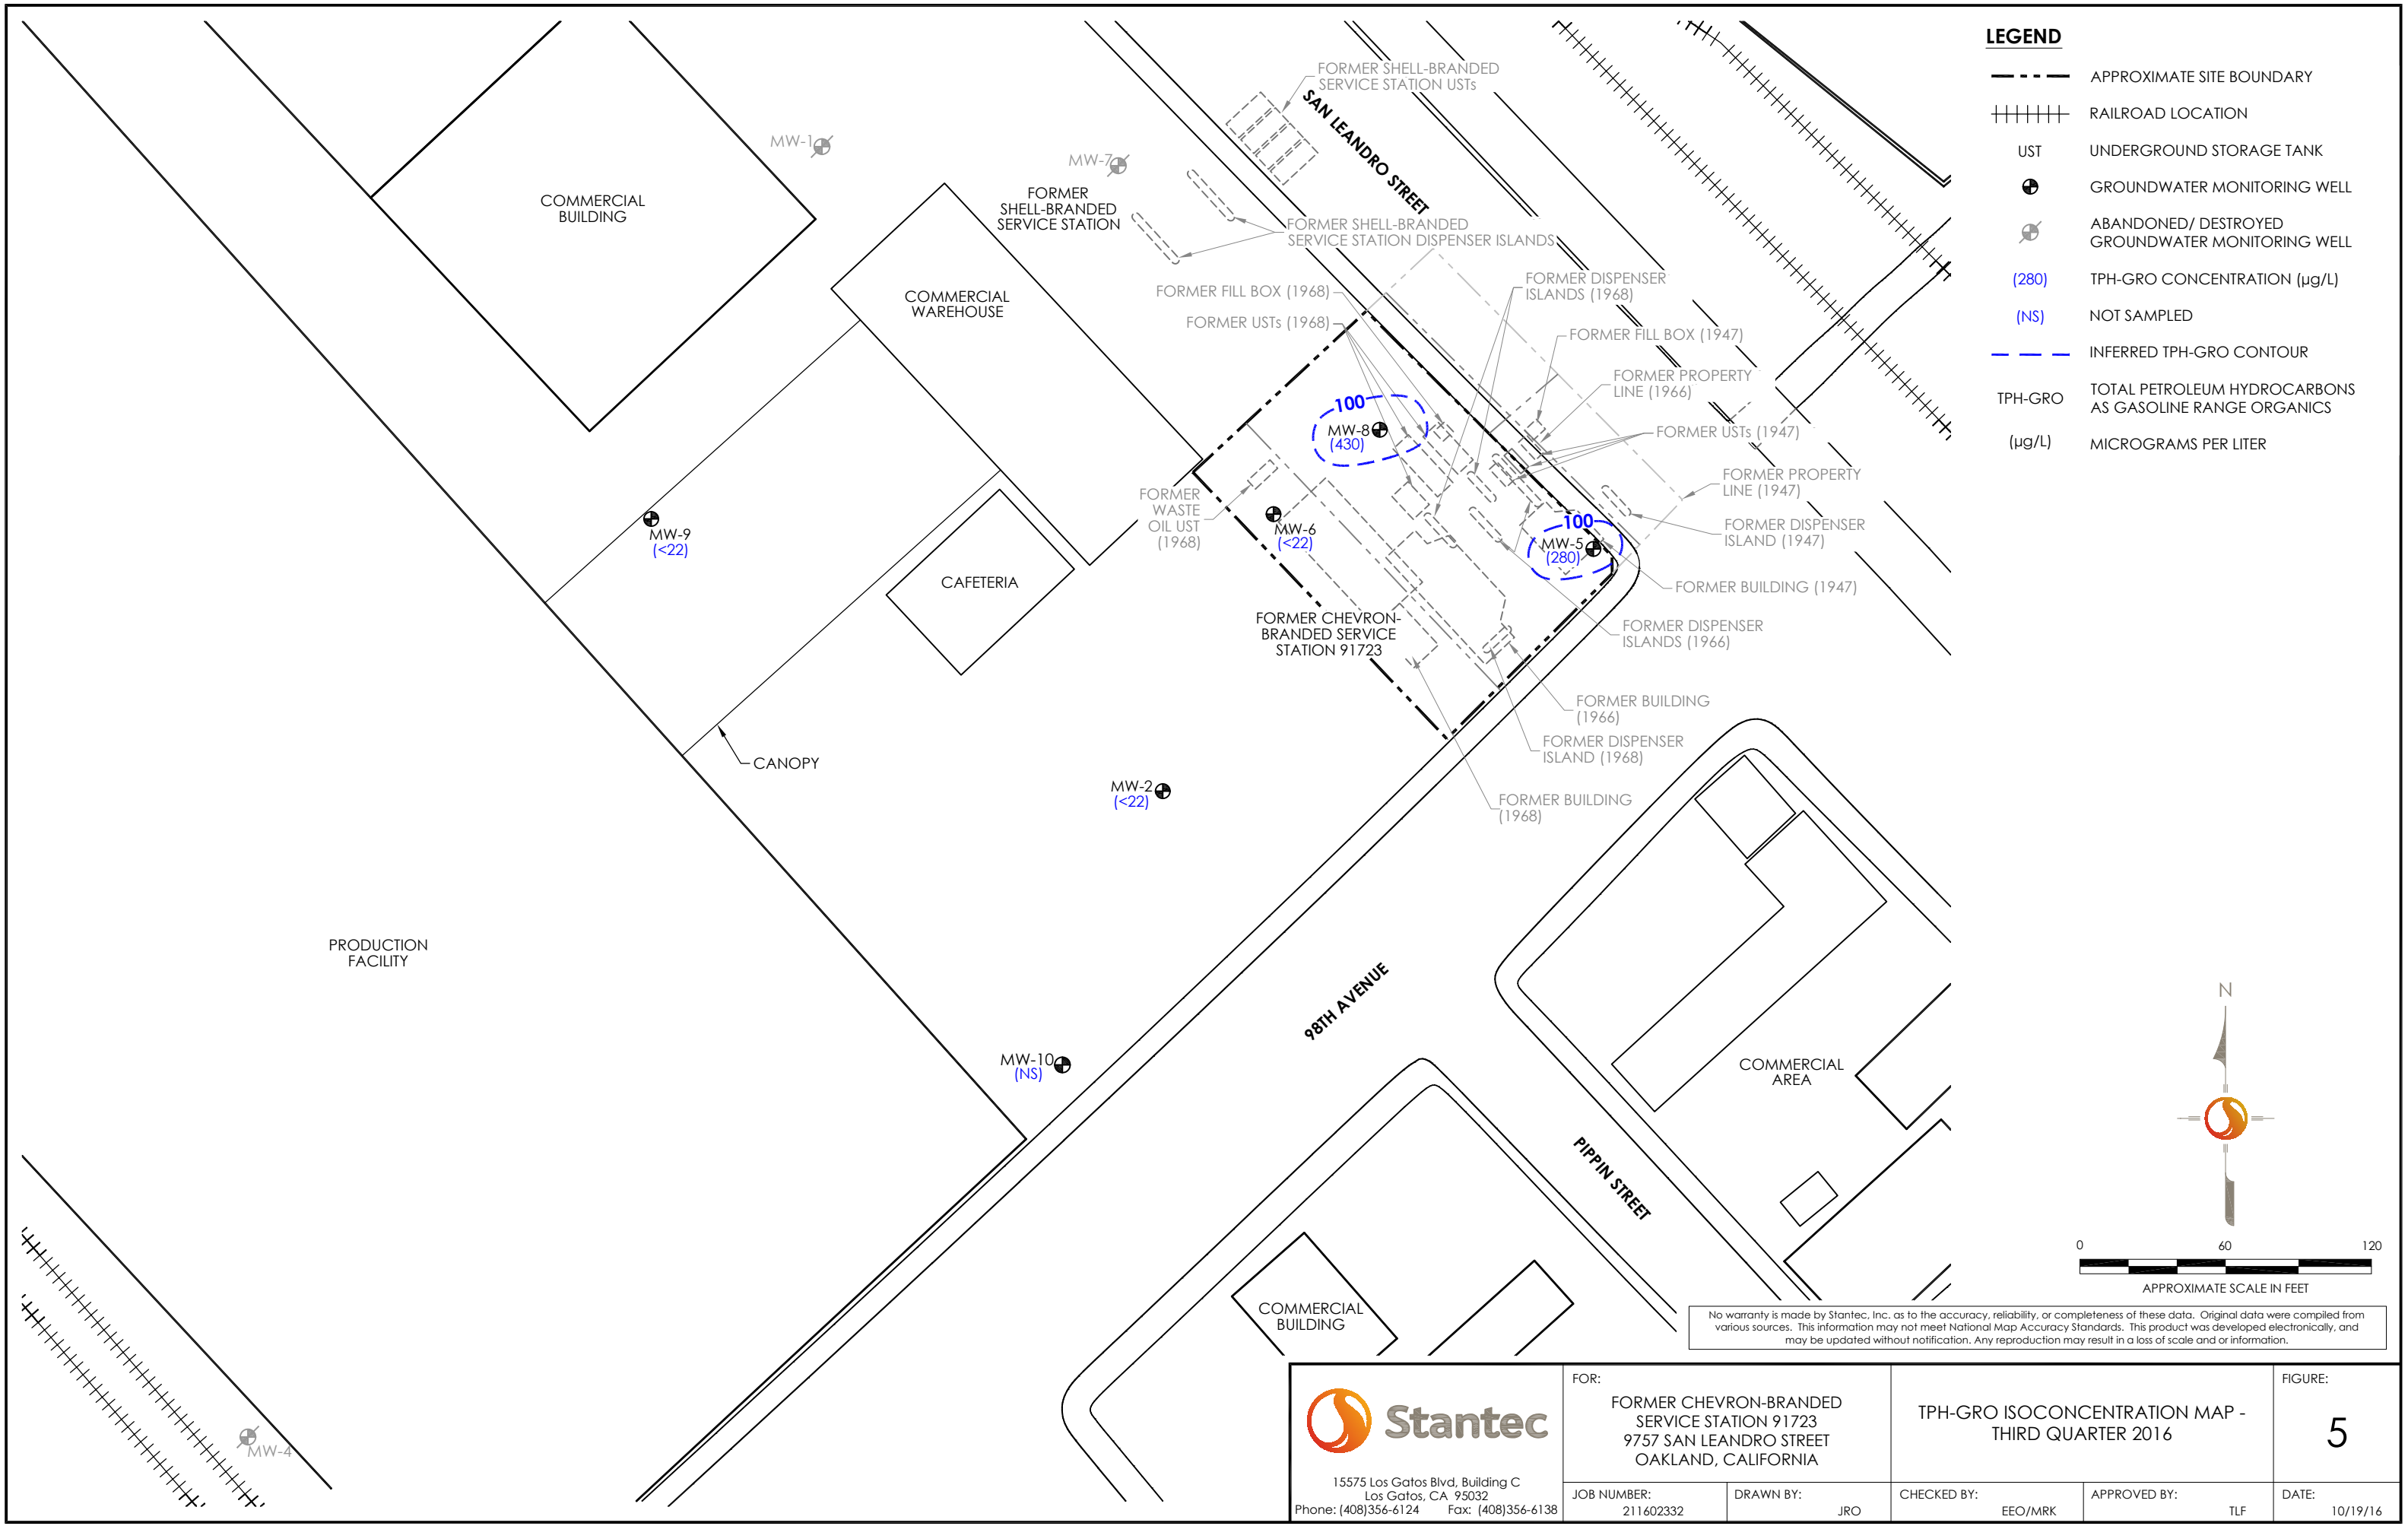 FORMER SHELL-BRANDED
SERVICE STATION USTs
SAN LEANDRO STREET
MW-1
MW-7
COMMERCIAL
BUILDING
FORMER
SHELL-BRANDED
SERVICE STATION
FORMER SHELL-BRANDED
SERVICE STATION DISPENSER ISLANDS
COMMERCIAL
WAREHOUSE
FORMER FILL BOX (1968)
FORMER USTs (1968)
FORMER DISPENSER
ISLANDS (1968)
FORMER FILL BOX (1947)
FORMER PROPERTY
LINE (1966)
FORMER USTs (1947)
FORMER PROPERTY
LINE (1947)
FORMER DISPENSER
ISLAND (1947)
100
MW-8
(430)
FORMER
WASTE
OIL UST
(1968)
MW-6
(<22)
100
MW-5
(280)
MW-9
(<22)
CAFETERIA
FORMER BUILDING (1947)
FORMER CHEVRON-
BRANDED SERVICE
STATION 91723
FORMER DISPENSER
ISLANDS (1966)
FORMER BUILDING
(1966)
FORMER DISPENSER
ISLAND (1968)
FORMER BUILDING
(1968)
CANOPY
MW-2
(<22)
PRODUCTION
FACILITY
98TH AVENUE
MW-10
(NS)
COMMERCIAL
AREA
PIPPIN STREET
COMMERCIAL
BUILDING
MW-4
LEGEND
APPROXIMATE SITE BOUNDARY
RAILROAD LOCATION
UST UNDERGROUND STORAGE TANK
GROUNDWATER MONITORING WELL
ABANDONED/ DESTROYED
GROUNDWATER MONITORING WELL
(280) TPH-GRO CONCENTRATION (µg/L)
(NS) NOT SAMPLED
INFERRED TPH-GRO CONTOUR
TPH-GRO TOTAL PETROLEUM HYDROCARBONS
AS GASOLINE RANGE ORGANICS
(µg/L) MICROGRAMS PER LITER
N
0 60 120
APPROXIMATE SCALE IN FEET
No warranty is made by Stantec, Inc. as to the accuracy, reliability, or completeness of these data. Original data were compiled from
various sources. This information may not meet National Map Accuracy Standards. This product was developed electronically, and
may be updated without notification. Any reproduction may result in a loss of scale and or information.
Stantec
15575 Los Gatos Blvd, Building C
Los Gatos, CA 95032
Phone: (408)356-6124 Fax: (408)356-6138
FOR:
FORMER CHEVRON-BRANDED
SERVICE STATION 91723
9757 SAN LEANDRO STREET
OAKLAND, CALIFORNIA
TPH-GRO ISOCONCENTRATION MAP -
THIRD QUARTER 2016
FIGURE:
5
JOB NUMBER:
211602332
DRAWN BY:
JRO
CHECKED BY:
EEO/MRK
APPROVED BY:
TLF
DATE:
10/19/16